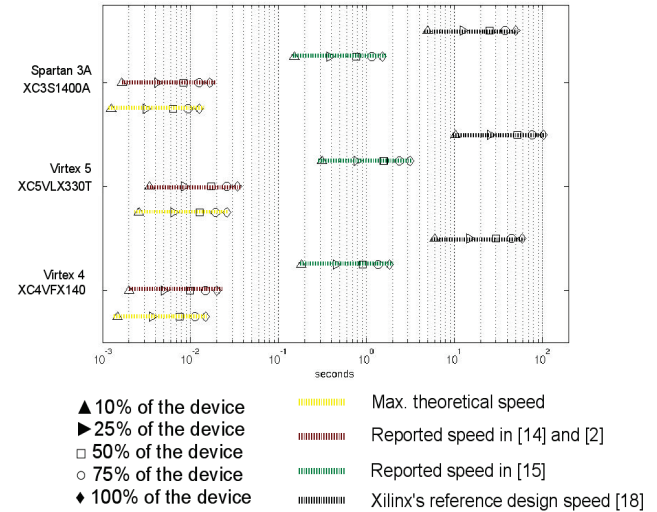 Spartan 3A
XC3S1400A
Virtex 5
XC5VLX330T
Virtex 4
XC4VFX140
10^-3
10^-2
10^-1
10^0
10^1
10^2
seconds
10% of the device
25% of the device
50% of the device
75% of the device
100% of the device
Max. theoretical speed
Reported speed in [14] and [2]
Reported speed in [15]
Xilinx's reference design speed [18]